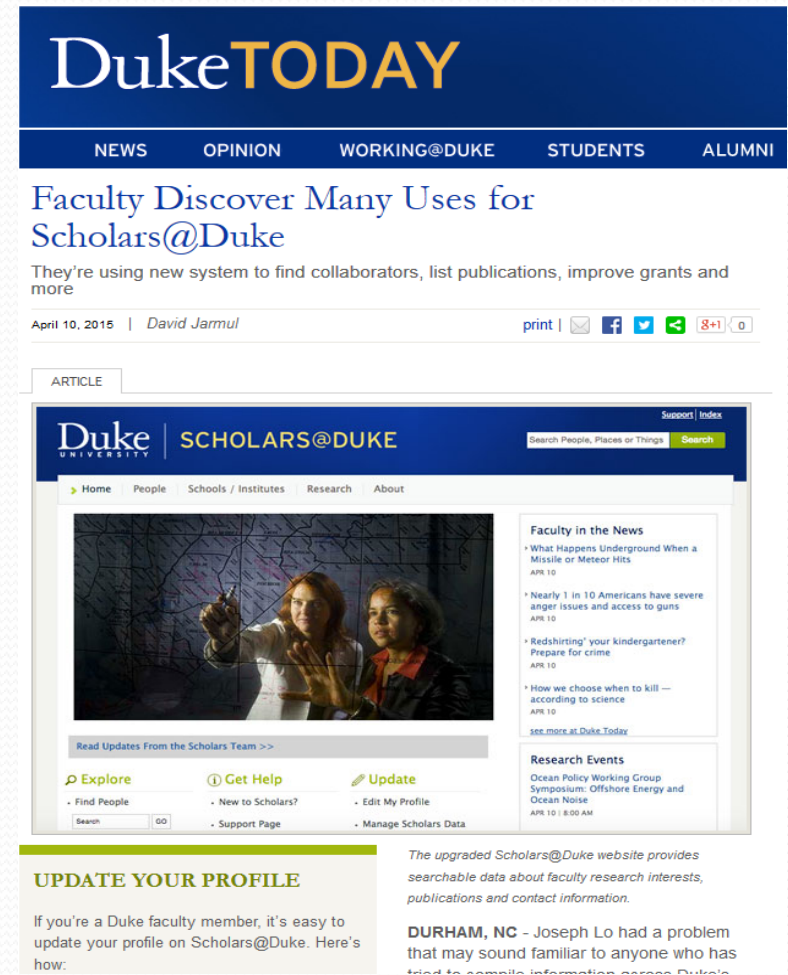 DukeTODAY
NEWS OPINION WORKING@DUKE STUDENTS ALUMNI
Faculty Discover Many Uses for
Scholars@Duke
They're using new system to find collaborators, list publications, improve grants and
more
April 10, 2015 | David Jarmul
print | 8+1 0
ARTICLE
Support | Index
Duke
UNIVERSITY
SCHOLARS@DUKE
Search People, Places or Things Search
Home People Schools / Institutes Research About
Faculty in the News
What Happens Underground When a
Missile or Meteor Hits
APR 10
Nearly 1 in 10 Americans have severe
anger issues and access to guns
APR 10
Redshirting' your kindergartener?
Prepare for crime
APR 10
How we choose when to kill —
according to science
APR 10
see more at Duke Today
Read Updates From the Scholars Team >>
Explore
Find People
Search GO
Get Help
New to Scholars?
Support Page
Update
Edit My Profile
Manage Scholars Data
Research Events
Ocean Policy Working Group
Symposium: Offshore Energy and
Ocean Noise
APR 10 | 8:00 AM
UPDATE YOUR PROFILE
If you're a Duke faculty member, it's easy to
update your profile on Scholars@Duke. Here's
how:
The upgraded Scholars@Duke website provides
searchable data about faculty research interests,
publications and contact information.
DURHAM, NC - Joseph Lo had a problem
that may sound familiar to anyone who has
tried to compile information across Duke's